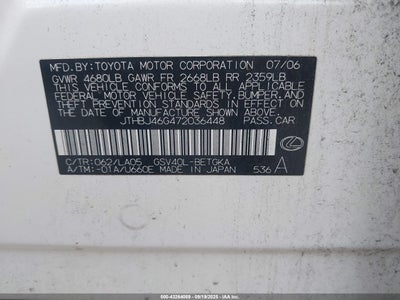 MFD.BY:TOYOTA MOTOR CORPORATION 07/06
GVWR 4680LB GAWR FR 2668LB RR 2359LB
THIS VEHICLE CONFORMS TO ALL APPLICABLE
FEDERAL MOTOR VEHICLE SAFETY, BUMPER, AND
THEFT PREVENTION STANDARDS IN EFFECT ON
THE DATE OF MANUFACTURE SHOWN ABOVE.
JTHBJ46G472036448 PASS.CAR
C/TR:062/LA05 GSV40L-BETGKA
A/TM:-01A/U660E MADE IN JAPAN 536 A
500-43264089 - (09/19/2025) - IAA, LLC